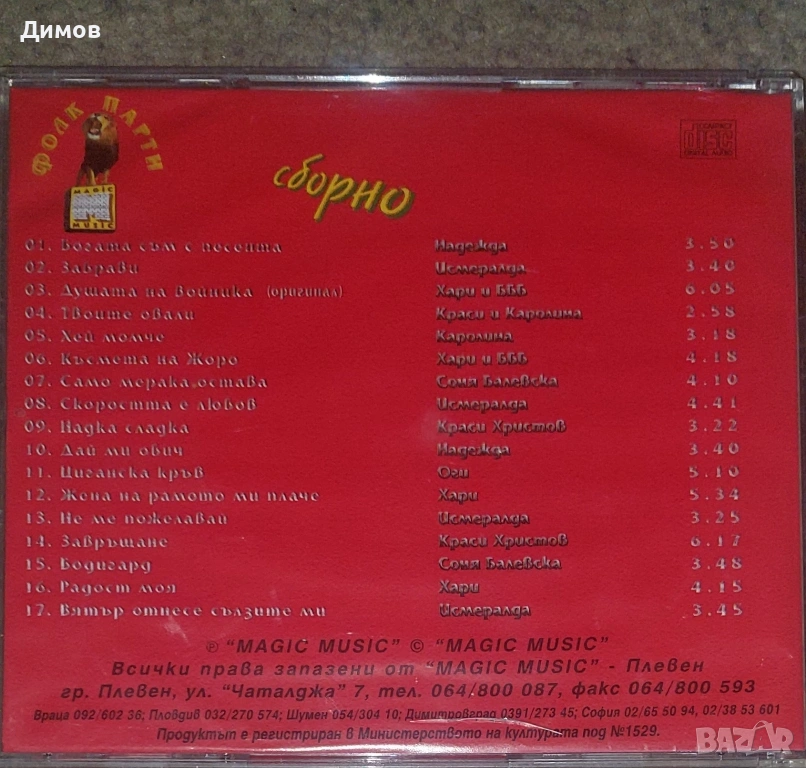 Димов
ФОЛК ПАРТИ
MAGIC
MUSIC
COMPACT
disc
DIGITAL AUDIO
сборно
01. Богата съм с песента Надежда 3.50
02. Забрави Исмералда 3.40
03. Душата на войника (оригинал) Хари и БББ 6.05
04. Твоите овали Краси и Каролина 2.58
05. Хей момче Каролина 3.18
06. Късмета на Жоро Хари и БББ 4.18
07. Само мерака остава Соня Балевска 4.10
08. Скоростта е любов Исмералда 4.41
09. Надка сладка Краси Христов 3.22
10. Дай ми обич Надежда 3.40
11. Циганска кръв Оги 5.10
12. Жена на рамото ми плаче Хари 5.34
13. Не ме пожелавай Исмералда 3.25
14. Завръщане Краси Христов 6.17
15. Бодигард Соня Балевска 3.48
16. Радост моя Хари 4.15
17. Вятър отнесе сълзите ми Исмералда 3.45
℗ “MAGIC MUSIC” © “MAGIC MUSIC”
Всички права запазени от “MAGIC MUSIC” - Плевен
гр. Плевен, ул. “Чаталджа” 7, тел. 064/800 087, факс 064/800 593
Враца 092/602 36; Пловдив 032/270 574; Шумен 054/304 10; Димитровград 0391/273 45; София 02/65 50 94, 02/38 53 601
Продуктът е регистриран в Министерството на културата под №1529.
BAZAR